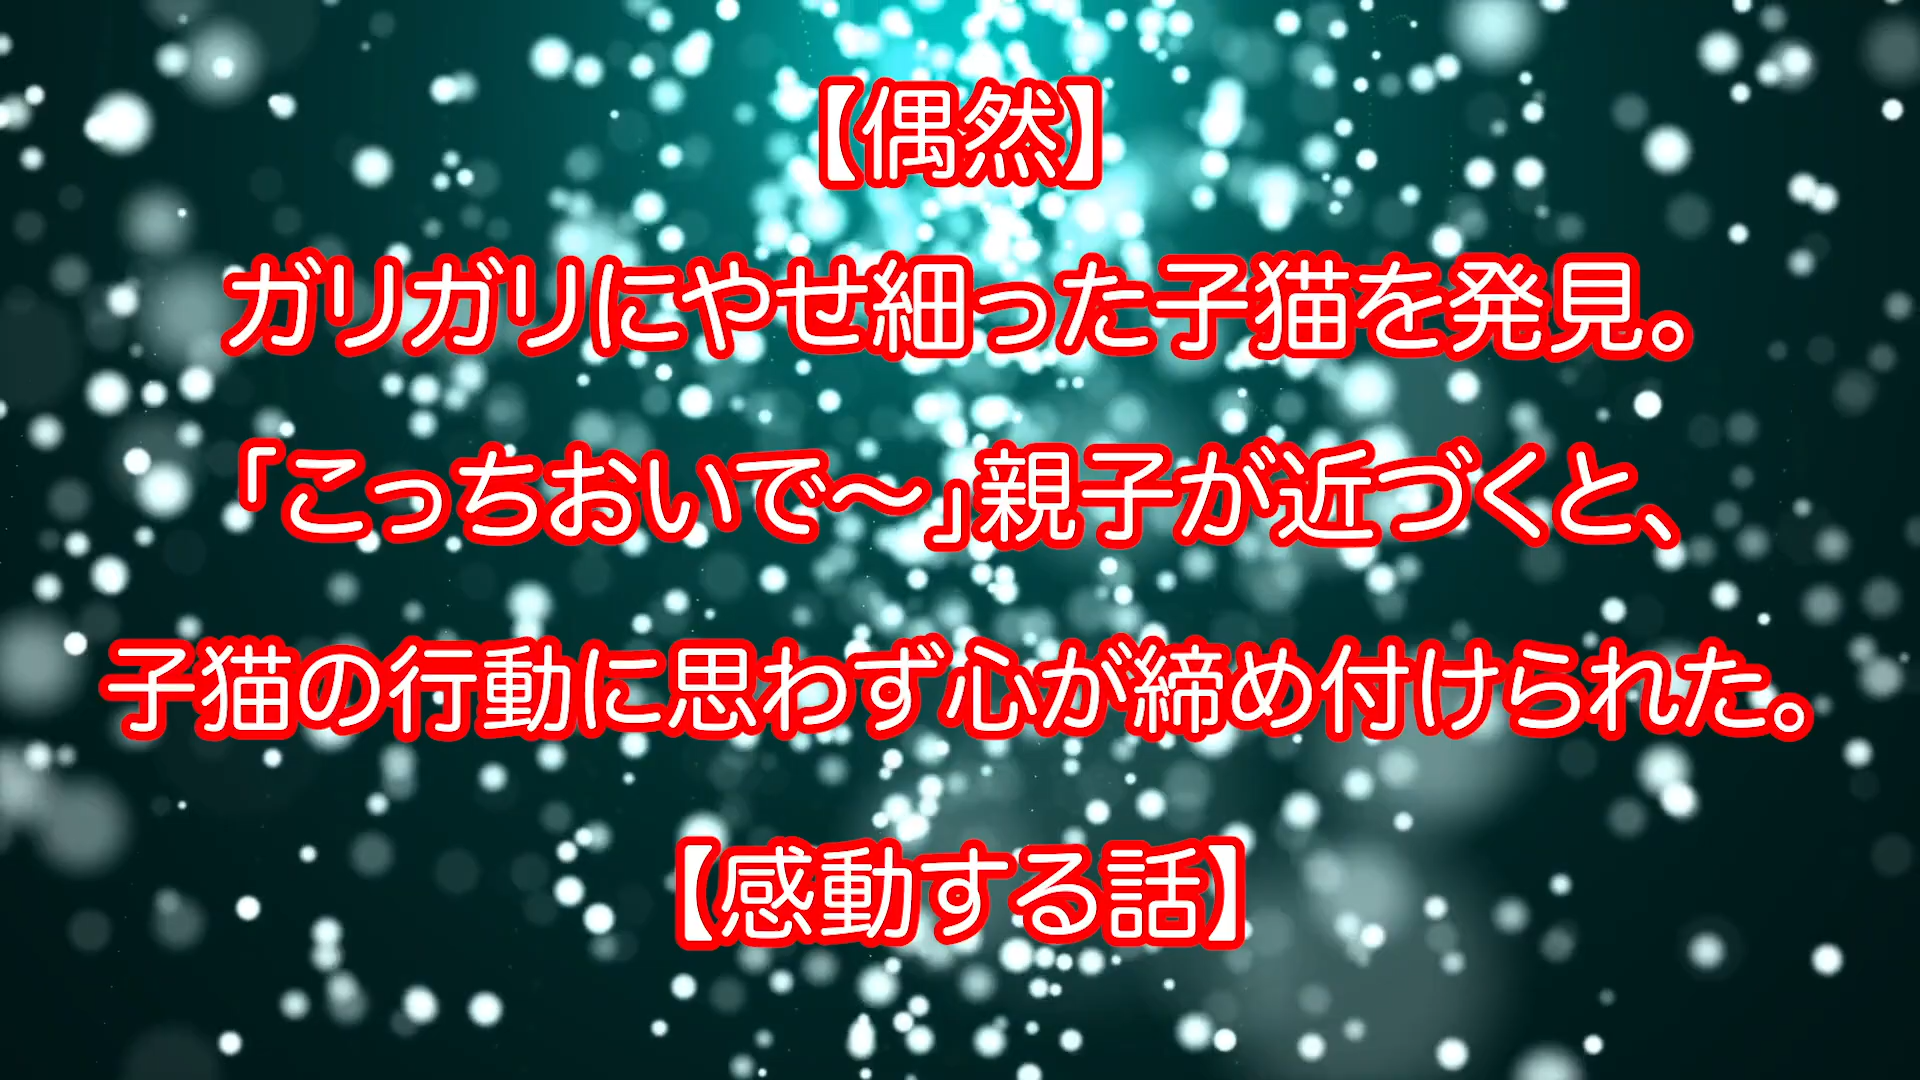 【偶然】
ガリガリにやせ細った子猫を発見。
「こっちおいで～」親子が近づくと、
子猫の行動に思わず心が締め付けられた。
【感動する話】